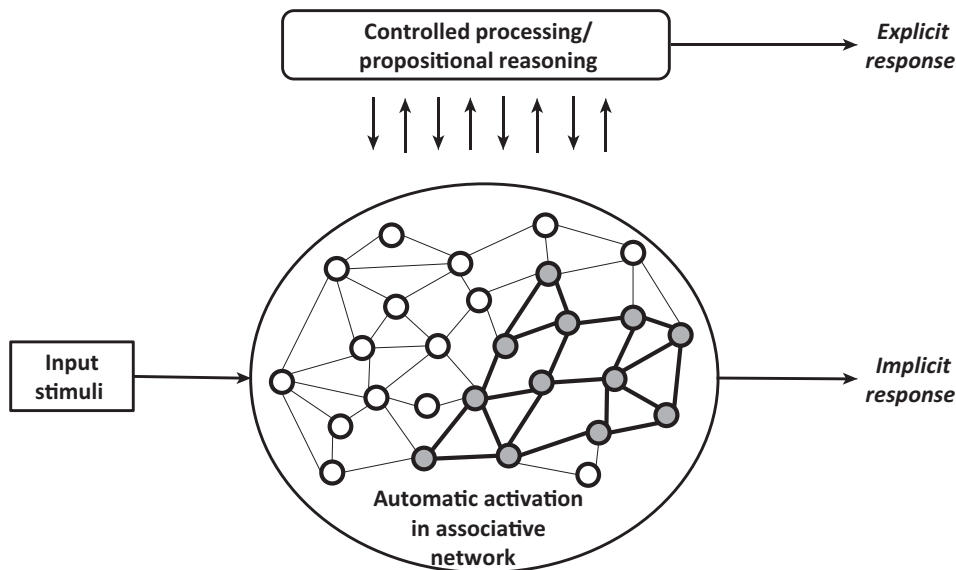 Controlled processing/
propositional reasoning
Explicit
response
Input
stimuli
Implicit
response
Automatic activation
in associative
network